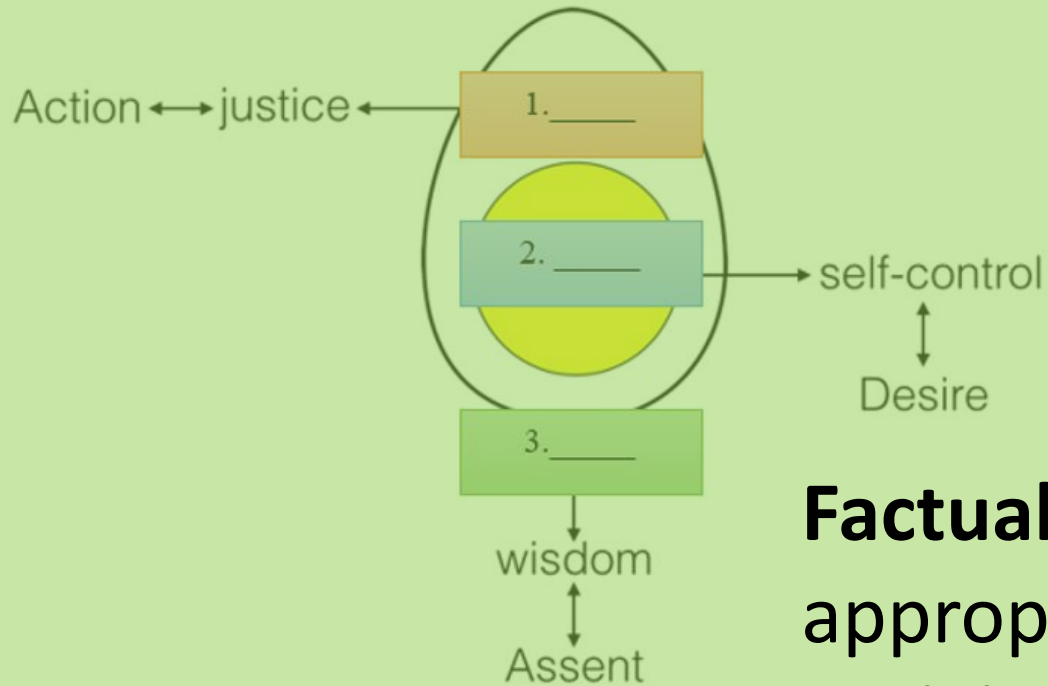 1.______
Action justice
2. ______
self-control
Desire
3.______
Factual
wisdom
approp
Assent